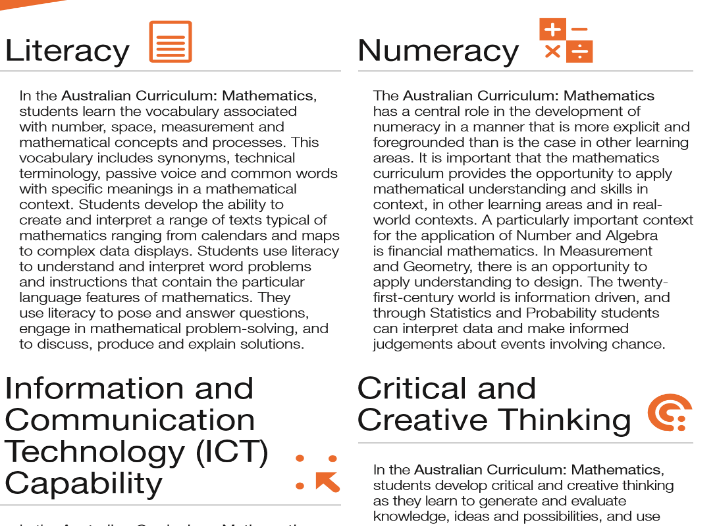 Literacy
In the Australian Curriculum: Mathematics,
students learn the vocabulary associated
with number, space, measurement and
mathematical concepts and processes. This
vocabulary includes synonyms, technical
terminology, passive voice and common words
with specific meanings in a mathematical
context. Students develop the ability to
create and interpret a range of texts typical of
mathematics ranging from calendars and maps
to complex data displays. Students use literacy
to understand and interpret word problems
and instructions that contain the particular
language features of mathematics. They
use literacy to pose and answer questions,
engage in mathematical problem-solving, and
to discuss, produce and explain solutions.
Numeracy
The Australian Curriculum: Mathematics
has a central role in the development of
numeracy in a manner that is more explicit and
foregrounded than is the case in other learning
areas. It is important that the mathematics
curriculum provides the opportunity to apply
mathematical understanding and skills in
context, in other learning areas and in real-
world contexts. A particularly important context
for the application of Number and Algebra
is financial mathematics. In Measurement
and Geometry, there is an opportunity to
apply understanding to design. The twenty-
first-century world is information driven, and
through Statistics and Probability students
can interpret data and make informed
judgements about events involving chance.
Information and
Communication
Technology (ICT)
Capability
Critical and
Creative Thinking
In the Australian Curriculum: Mathematics,
students develop critical and creative thinking
as they learn to generate and evaluate
knowledge, ideas and possibilities, and use